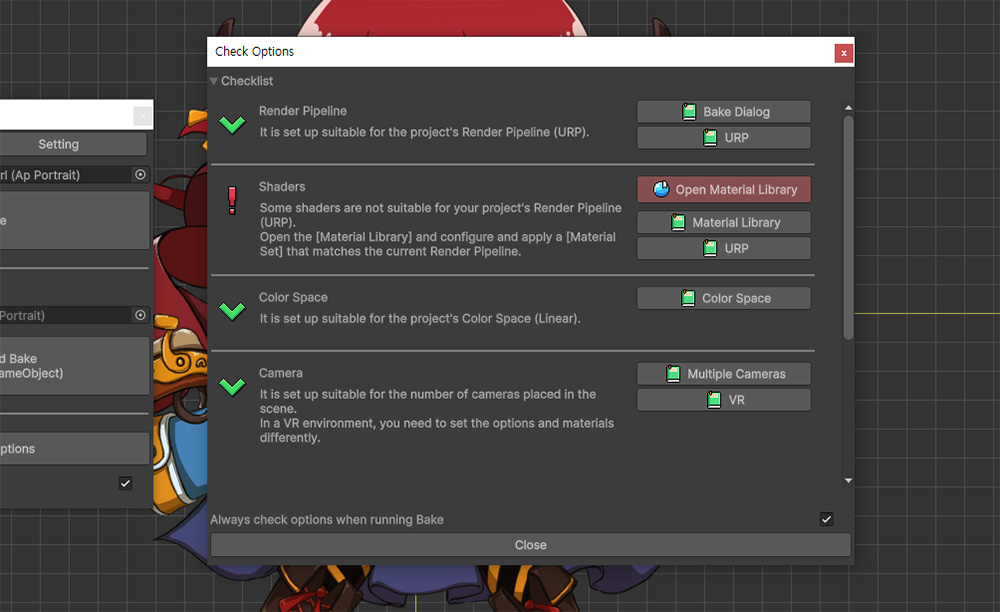 Check Options
x
Checklist
Render Pipeline
It is set up suitable for the project's Render Pipeline (URP).
Bake Dialog
URP
Shaders
Some shaders are not suitable for your project's Render Pipeline
(URP).
Open the [Material Library] and configure and apply a [Material
Set] that matches the current Render Pipeline.
Open Material Library
Material Library
URP
Color Space
It is set up suitable for the project's Color Space (Linear).
Color Space
Camera
It is set up suitable for the number of cameras placed in the
scene.
In a VR environment, you need to set the options and materials
differently.
Multiple Cameras
VR
Always check options when running Bake
Close
Setting
rl (Ap Portrait)
e
Portrait)
d Bake
ameObject)
ptions